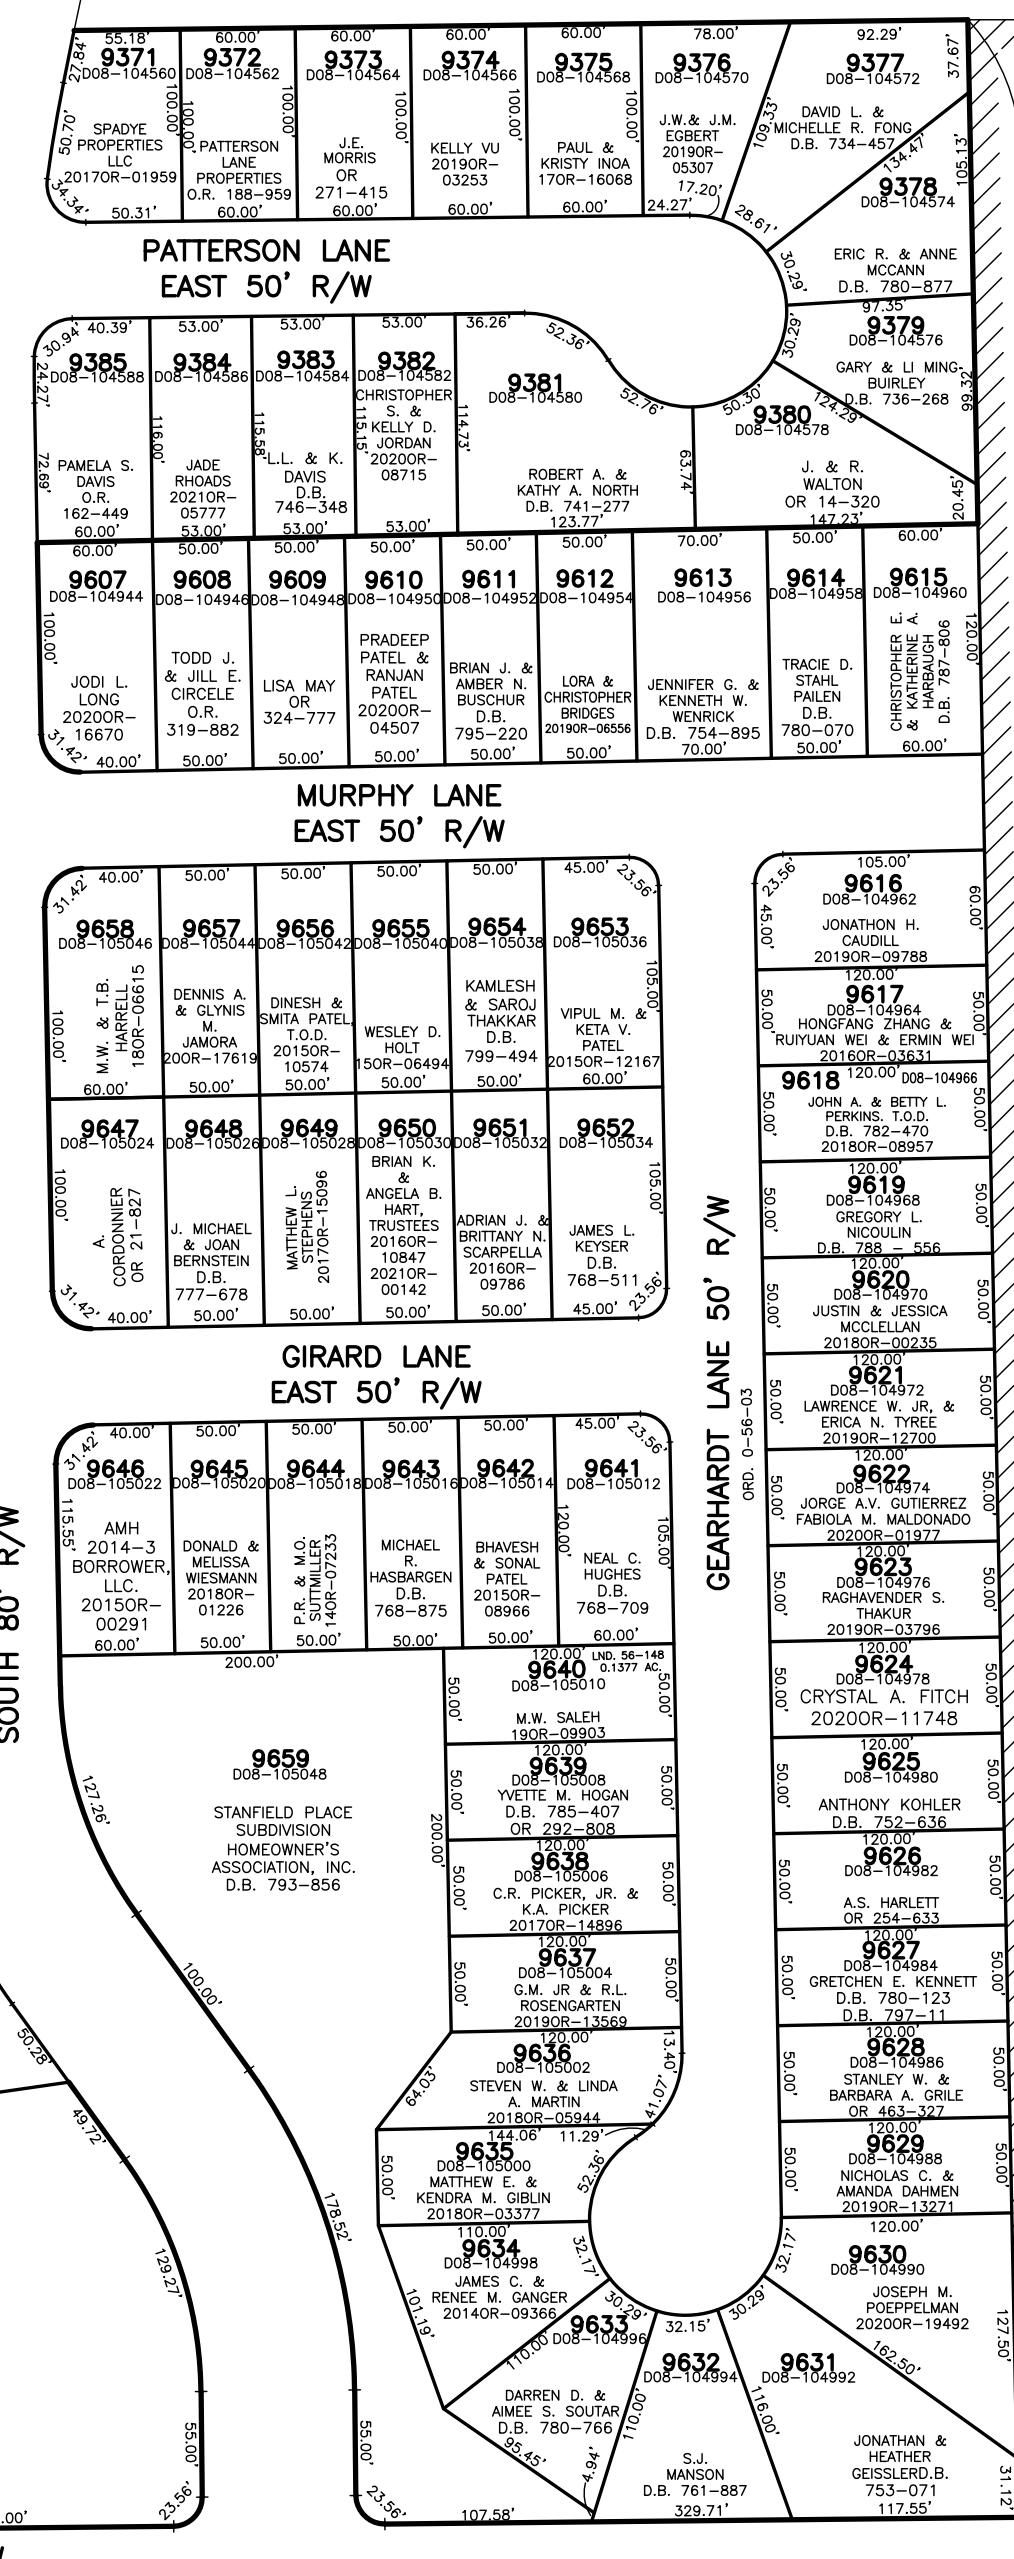 55.18'
60.00'
60.00'
60.00'
60.00'
78.00'
92.29'
27.84'
9371
D08-104560
50.70'
100.00'
SPADYE
PROPERTIES
LLC
2017OR-01959
34.34'
50.31'
9372
D08-104562
100.00'
100.00'
PATTERSON
LANE
PROPERTIES
O.R. 188-959
60.00'
9373
D08-104564
100.00'
J.E.
MORRIS
OR
271-415
60.00'
9374
D08-104566
100.00'
KELLY VU
2019OR-
03253
60.00'
9375
D08-104568
100.00'
PAUL &
KRISTY INOA
17OR-16068
60.00'
9376
D08-104570
J.W.& J.M.
EGBERT
2019OR-
05307
17.20'
24.27'
109.33'
9377
D08-104572
37.67'
DAVID L. &
MICHELLE R. FONG
D.B. 734-457
134.47'
105.13'
28.61'
9378
D08-104574
ERIC R. & ANNE
MCCANN
D.B. 780-877
30.29'
97.35'
PATTERSON LANE
EAST 50' R/W
9379
D08-104576
GARY & LI MING
BUIRLEY
D.B. 736-268
99.32'
30.29'
124.29'
30.94'
40.39'
53.00'
53.00'
53.00'
36.26'
52.36'
52.76'
50.30'
9385
D08-104588
24.27'
72.69'
PAMELA S.
DAVIS
O.R.
162-449
60.00'
9384
D08-104586
116.00'
JADE
RHOADS
2021OR-
05777
53.00'
9383
D08-104584
115.58'
L.L. & K.
DAVIS
D.B.
746-348
53.00'
9382
D08-104582
CHRISTOPHER
S. &
KELLY D.
JORDAN
2020OR-
08715
115.15'
53.00'
9381
D08-104580
114.73'
ROBERT A. &
KATHY A. NORTH
D.B. 741-277
123.77'
63.74'
9380
D08-104578
J. & R.
WALTON
OR 14-320
147.23'
20.45'
60.00'
50.00'
50.00'
50.00'
50.00'
50.00'
70.00'
50.00'
60.00'
9607
D08-104944
100.00'
JODI L.
LONG
2020OR-
16670
31.42'
40.00'
9608
D08-104946
TODD J.
& JILL E.
CIRCELE
O.R.
319-882
50.00'
9609
D08-104948
LISA MAY
OR
324-777
50.00'
9610
D08-104950
PRADEEP
PATEL &
RANJAN
PATEL
2020OR-
04507
50.00'
9611
D08-104952
BRIAN J. &
AMBER N.
BUSCHUR
D.B.
795-220
50.00'
9612
D08-104954
LORA &
CHRISTOPHER
BRIDGES
2019OR-06556
50.00'
9613
D08-104956
JENNIFER G. &
KENNETH W.
WENRICK
D.B. 754-895
70.00'
9614
D08-104958
TRACIE D.
STAHL
PAILEN
D.B.
780-070
50.00'
9615
D08-104960
CHRISTOPHER E.
& KATHERINE A.
HARBAUGH
D.B. 787-806
120.00'
60.00'
MURPHY LANE
EAST 50' R/W
31.42'
40.00'
50.00'
50.00'
50.00'
50.00'
45.00'
23.56'
9658
D08-105046
100.00'
M.W. & T.B.
HARRELL
18OR-06615
60.00'
9657
D08-105044
DENNIS A.
& GLYNIS
M.
JAMORA
20OR-17619
50.00'
9656
D08-105042
DINESH &
SMITA PATEL,
T.O.D.
2015OR-
10574
50.00'
9655
D08-105040
WESLEY D.
HOLT
15OR-06494
50.00'
9654
D08-105038
KAMLESH
& SAROJ
THAKKAR
D.B.
799-494
50.00'
9653
D08-105036
105.00'
VIPUL M. &
KETA V.
PATEL
2015OR-12167
60.00'
9647
D08-105024
100.00'
A.
CORDONNIER
OR 21-827
31.42'
40.00'
9648
D08-105026
J. MICHAEL
& JOAN
BERNSTEIN
D.B.
777-678
50.00'
9649
D08-105028
MATTHEW L.
STEPHENS
2017OR-15096
50.00'
9650
D08-105030
BRIAN K.
&
ANGELA B.
HART,
TRUSTEES
2016OR-
10847
2021OR-
00142
50.00'
9651
D08-105032
ADRIAN J. &
BRITTANY N.
SCARPELLA
2016OR-
09786
50.00'
9652
D08-105034
105.00'
JAMES L.
KEYSER
D.B.
768-511
45.00'
23.56'
GIRARD LANE
EAST 50' R/W
GEARHARDT LANE 50' R/W
ORD. O-56-03
23.56'
105.00'
9616
D08-104962
45.00'
60.00'
JONATHON H.
CAUDILL
2019OR-09788
120.00'
9617
D08-104964
50.00'
50.00'
HONGFANG ZHANG &
RUIYUAN WEI & ERMIN WEI
2016OR-03631
9618
120.00'
D08-104966
50.00'
50.00'
JOHN A. & BETTY L.
PERKINS. T.O.D.
D.B. 782-470
2018OR-08957
120.00'
9619
D08-104968
50.00'
50.00'
GREGORY L.
NICOULIN
D.B. 788 - 556
120.00'
9620
D08-104970
50.00'
50.00'
JUSTIN & JESSICA
MCCLELLAN
2018OR-00235
120.00'
9621
D08-104972
50.00'
50.00'
LAWRENCE W. JR, &
ERICA N. TYREE
2019OR-12700
120.00'
9622
D08-104974
50.00'
50.00'
JORGE A.V. GUTIERREZ
FABIOLA M. MALDONADO
2020OR-01977
120.00'
9623
D08-104976
50.00'
50.00'
RAGHAVENDER S.
THAKUR
2019OR-03796
120.00'
9624
D08-104978
50.00'
50.00'
CRYSTAL A. FITCH
2020OR-11748
120.00'
9625
D08-104980
50.00'
50.00'
ANTHONY KOHLER
D.B. 752-636
120.00'
9626
D08-104982
50.00'
50.00'
A.S. HARLETT
OR 254-633
120.00'
9627
D08-104984
50.00'
50.00'
GRETCHEN E. KENNETT
D.B. 780-123
D.B. 797-11
120.00'
9628
D08-104986
50.00'
50.00'
STANLEY W. &
BARBARA A. GRILE
OR 463-327
120.00'
9629
D08-104988
50.00'
50.00'
NICHOLAS C. &
AMANDA DAHMEN
2019OR-13271
120.00'
32.17'
9630
D08-104990
JOSEPH M.
POEPPELMAN
2020OR-19492
127.50'
162.50'
31.42'
40.00'
50.00'
50.00'
50.00'
50.00'
45.00'
23.56'
9646
D08-105022
115.55'
AMH
2014-3
BORROWER,
LLC.
2015OR-
00291
60.00'
9645
D08-105020
DONALD &
MELISSA
WIESMANN
2018OR-
01226
50.00'
9644
D08-105018
P.R. & M.O.
SUTTMILLER
14OR-07233
50.00'
9643
D08-105016
MICHAEL
R.
HASBARGEN
D.B.
768-875
50.00'
9642
D08-105014
BHAVESH
& SONAL
PATEL
2015OR-
08966
50.00'
9641
D08-105012
120.00'
105.00'
NEAL C.
HUGHES
D.B.
768-709
60.00'
SOUTH 80' R/W
200.00'
9659
D08-105048
STANFIELD PLACE
SUBDIVISION
HOMEOWNER'S
ASSOCIATION, INC.
D.B. 793-856
127.26'
200.00'
100.00'
120.00'
LND. 56-148
0.1377 AC.
9640
D08-105010
50.00'
50.00'
M.W. SALEH
19OR-09903
120.00'
9639
D08-105008
50.00'
50.00'
YVETTE M. HOGAN
D.B. 785-407
OR 292-808
120.00'
9638
D08-105006
50.00'
50.00'
C.R. PICKER, JR. &
K.A. PICKER
2017OR-14896
120.00'
9637
D08-105004
50.00'
50.00'
G.M. JR & R.L.
ROSENGARTEN
2019OR-13569
120.00'
9636
D08-105002
13.40'
64.03'
41.07'
STEVEN W. & LINDA
A. MARTIN
2018OR-05944
144.06'
11.29'
9635
D08-105000
50.00'
52.36'
MATTHEW E. &
KENDRA M. GIBLIN
2018OR-03377
110.00'
9634
D08-104998
32.17'
JAMES C. &
RENEE M. GANGER
2014OR-09366
101.19'
30.29'
110.00'
9633
D08-104996
DARREN D. &
AIMEE S. SOUTAR
D.B. 780-766
95.45'
4.94'
110.00'
32.15'
9632
D08-104994
S.J.
MANSON
D.B. 761-887
329.71'
30.29'
116.00'
9631
D08-104992
JONATHAN &
HEATHER
GEISSLERD.B.
753-071
117.55'
31.12'
50.28'
49.72'
129.27'
178.52'
55.00'
55.00'
23.56'
23.56'
107.58'
.00'